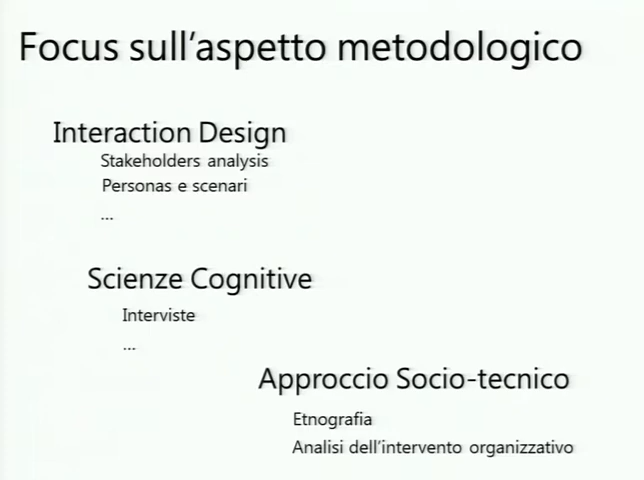 Focus sull'aspetto metodologico
Interaction Design
Stakeholders analysis
Personas e scenari
...
Scienze Cognitive
Interviste
...
Approccio Socio-tecnico
Etnografia
Analisi dell'intervento organizzativo